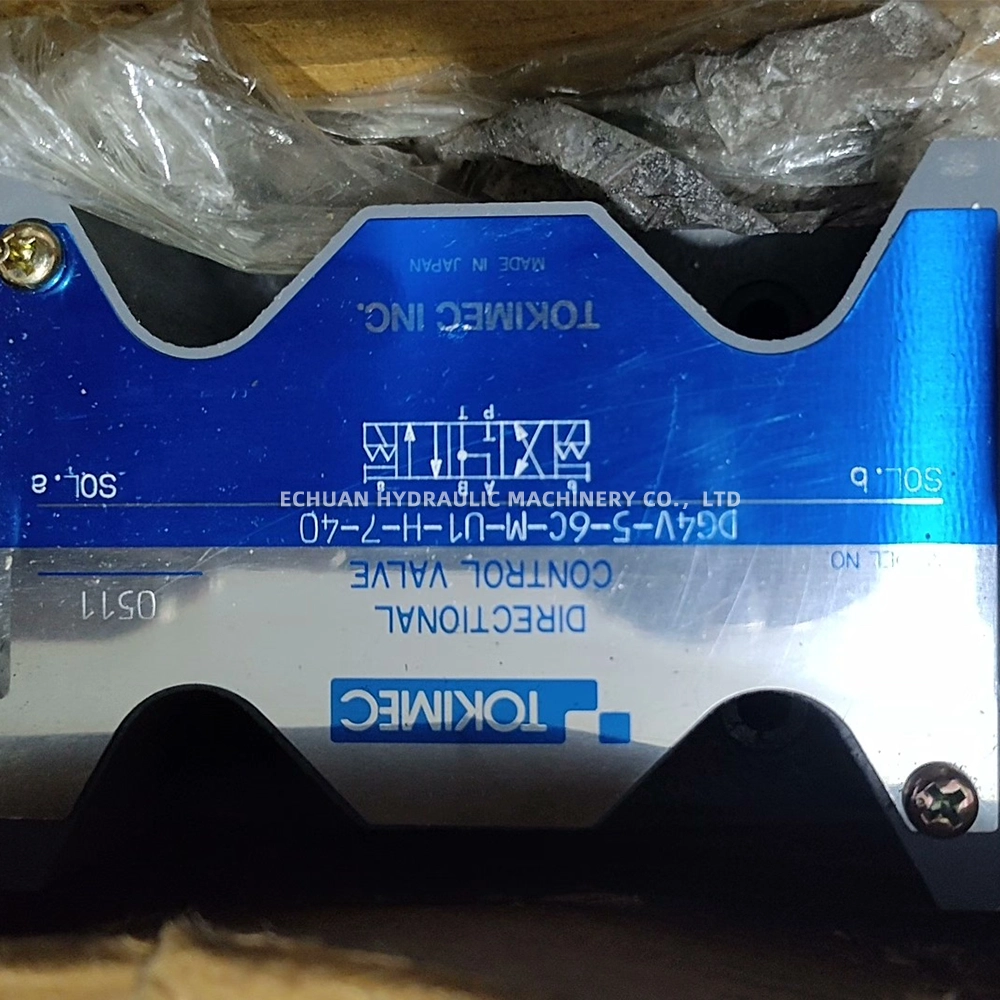 TOKIMEC
DIRECTIONAL
CONTROL VALVE
0511
NO
DG4V-5-6C-M-U1-H-7-40
ECHUAN HYDRAULIC MACHINERY CO., LTD
SOL.b
SOL.a
b A B a
P T
TOKIMEC INC.
MADE IN JAPAN